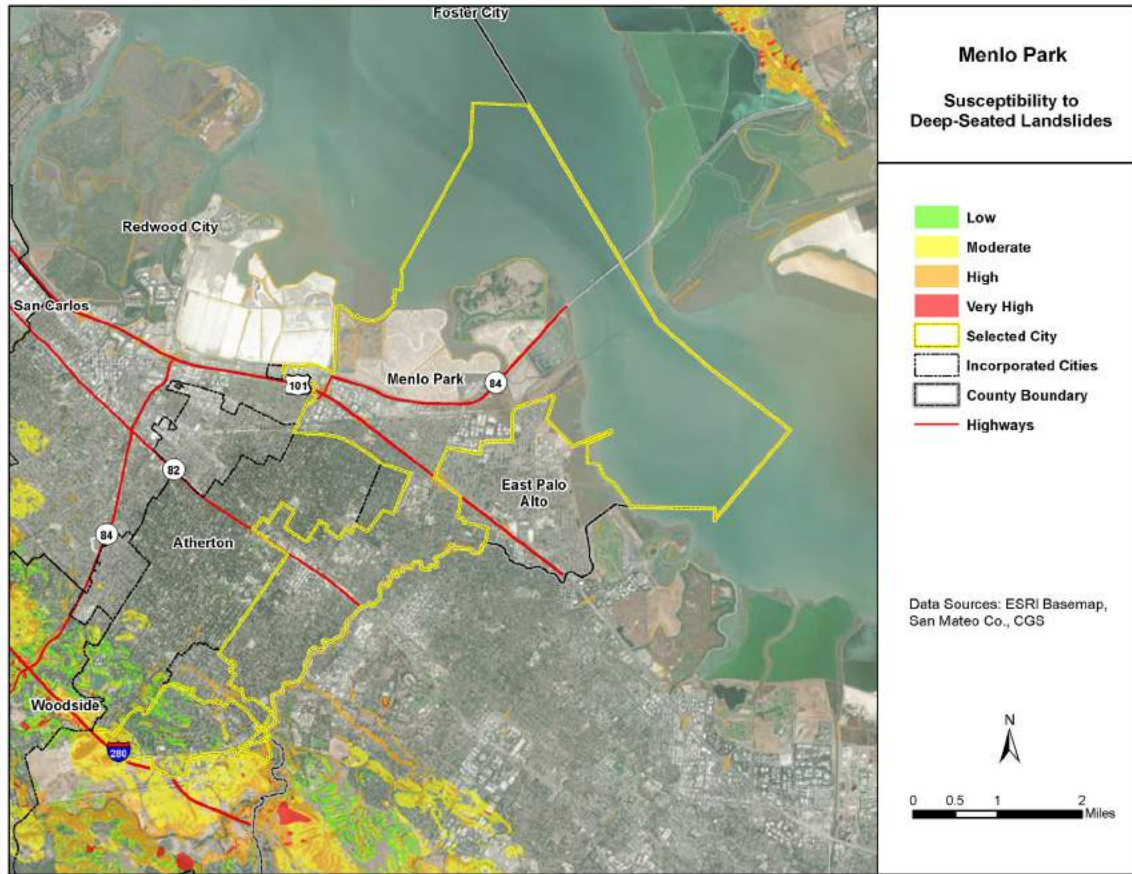 Foster City
Redwood City
San Carlos
101
Menlo Park
84
82
East Palo
Alto
84
Atherton
Woodside
280
Menlo Park
Susceptibility to
Deep-Seated Landslides
Low
Moderate
High
Very High
Selected City
Incorporated Cities
County Boundary
Highways
Data Sources: ESRI Basemap,
San Mateo Co., CGS
N
0 0.5 1 2
Miles